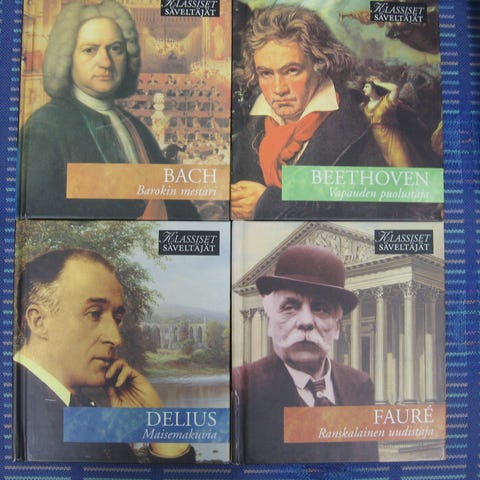 KLASSISET
SÄVELTÄJÄT
BACH
Barokin mestari
KLASSISET
SÄVELTÄJÄT
BEETHOVEN
Vapauden puolustaja
KLASSISET
SÄVELTÄJÄT
DELIUS
Maisemakuvia
KLASSISET
SÄVELTÄJÄT
FAURÉ
Ranskalainen uudistaja